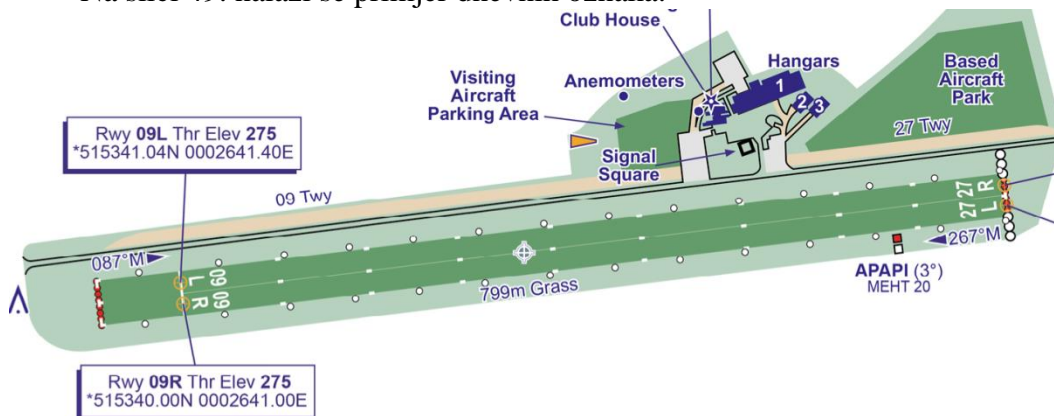 Na slici 49. nalazi se primjer dnevnih oznaka.
Club House
Hangars
1
2
3
Based
Aircraft
Park
Visiting
Aircraft
Parking Area
Anemometers
Signal
Square
27 Twy
Rwy 09L Thr Elev 275
*515341.04N 0002641.40E
09 Twy
087°M
L 09
R 09
27 R
27 L
267°M
APAPI (3°)
MEHT 20
799m Grass
Rwy 09R Thr Elev 275
*515340.00N 0002641.00E